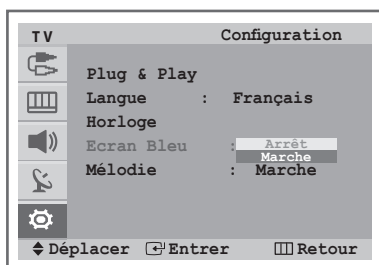 TV Configuration
Plug & Play
Langue : Français
Horloge
Ecran Bleu : Arrêt
Marche
Mélodie : Marche
Déplacer Entrer Retour